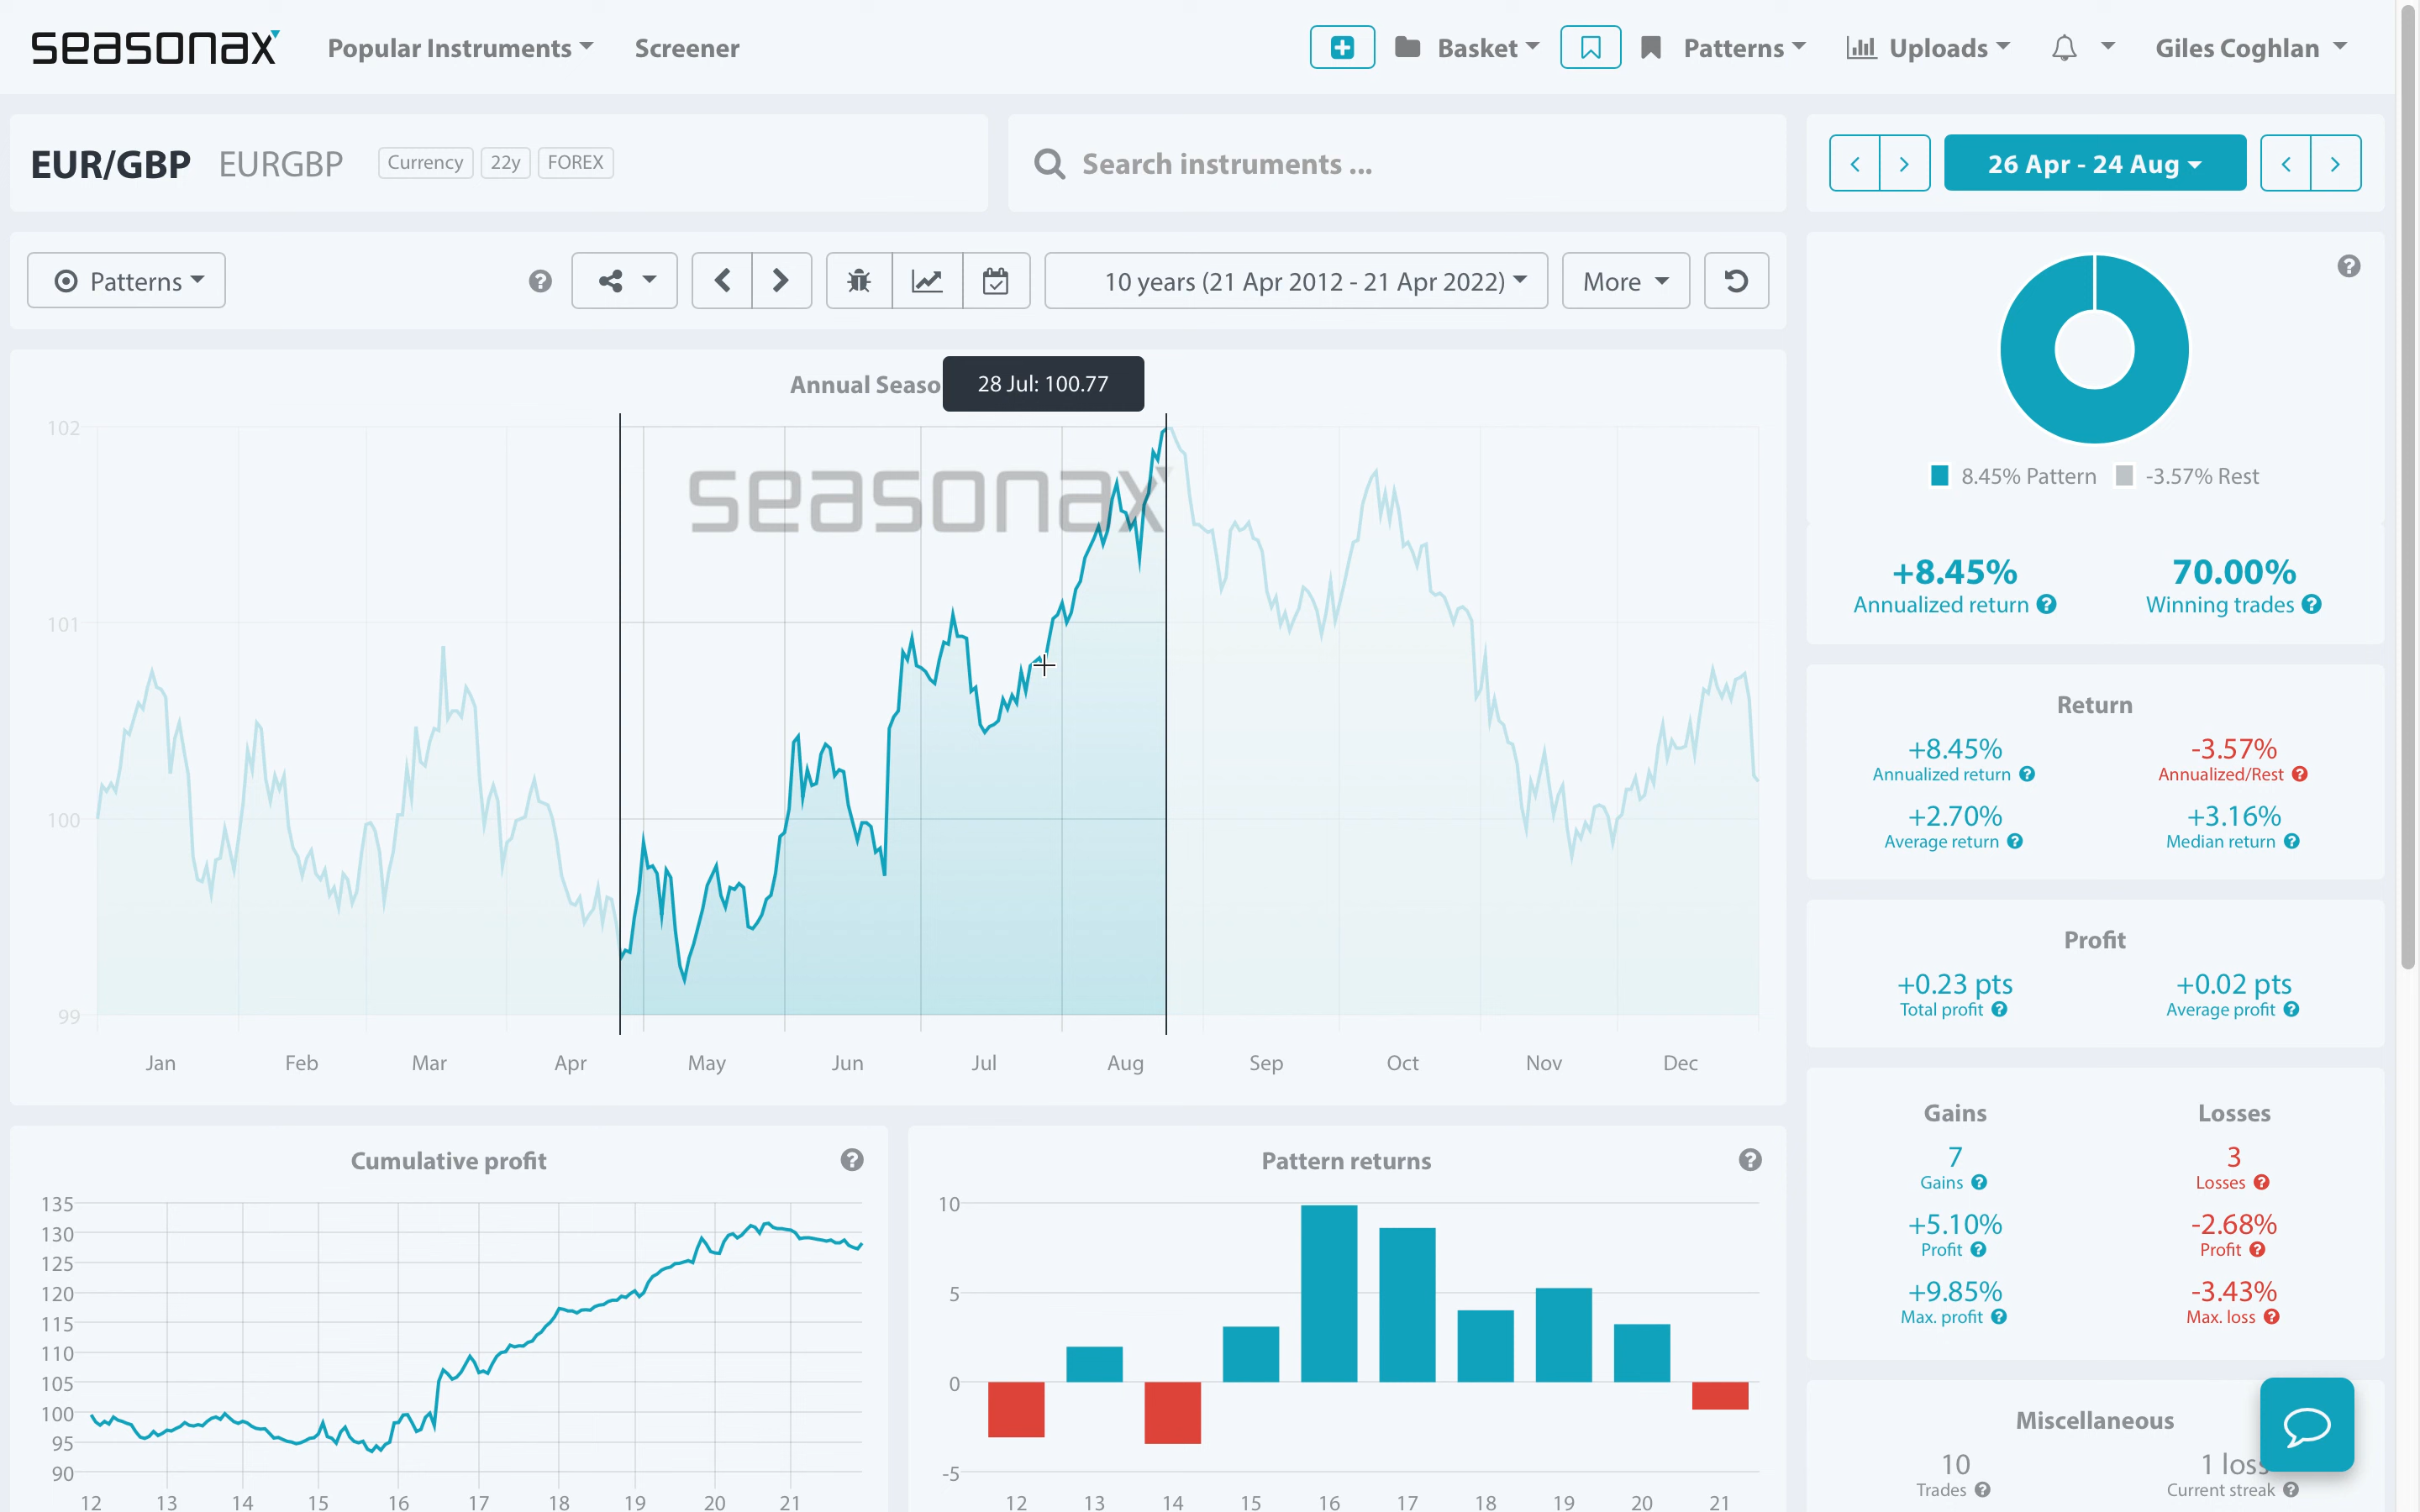 seasonax Popular Instruments Screener Basket Patterns Uploads Giles Coghlan
EUR/GBP EURGBP Currency 22y FOREX Search instruments ... 26 Apr - 24 Aug
Patterns 10 years (21 Apr 2012 - 21 Apr 2022) More
Annual Seaso
28 Jul: 100.77
seasonax
102
101
100
99
Jan Feb Mar Apr May Jun Jul Aug Sep Oct Nov Dec
8.45% Pattern -3.57% Rest
+8.45% 70.00%
Annualized return Winning trades
Return
+8.45% -3.57%
Annualized return Annualized/Rest
+2.70% +3.16%
Average return Median return
Profit
+0.23 pts +0.02 pts
Total profit Average profit
Gains Losses
7 3
Gains Losses
+5.10% -2.68%
Profit Profit
+9.85% -3.43%
Max. profit Max. loss
Miscellaneous
10 1 loss
Trades Current streak
Cumulative profit
135
130
125
120
115
110
105
100
95
90
12 13 14 15 16 17 18 19 20 21
Pattern returns
10
5
0
-5
12 13 14 15 16 17 18 19 20 21